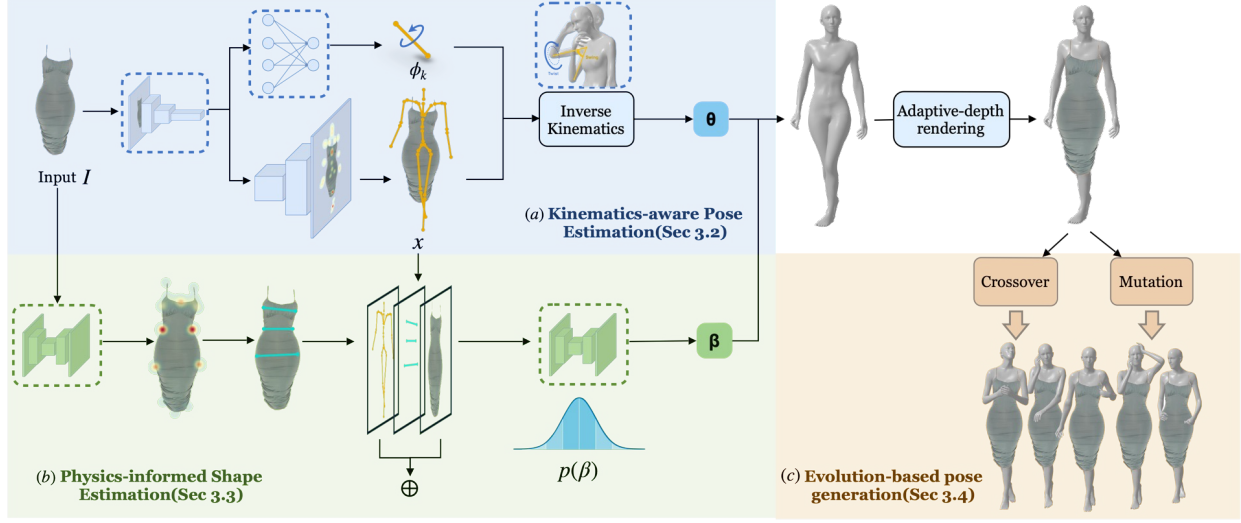 Input I
ϕk
x
Inverse
Kinematics
θ
Adaptive-depth
rendering
(a) Kinematics-aware Pose
Estimation(Sec 3.2)
Crossover
Mutation
β
p(β)
⊕
(b) Physics-informed Shape
Estimation(Sec 3.3)
(c) Evolution-based pose
generation(Sec 3.4)